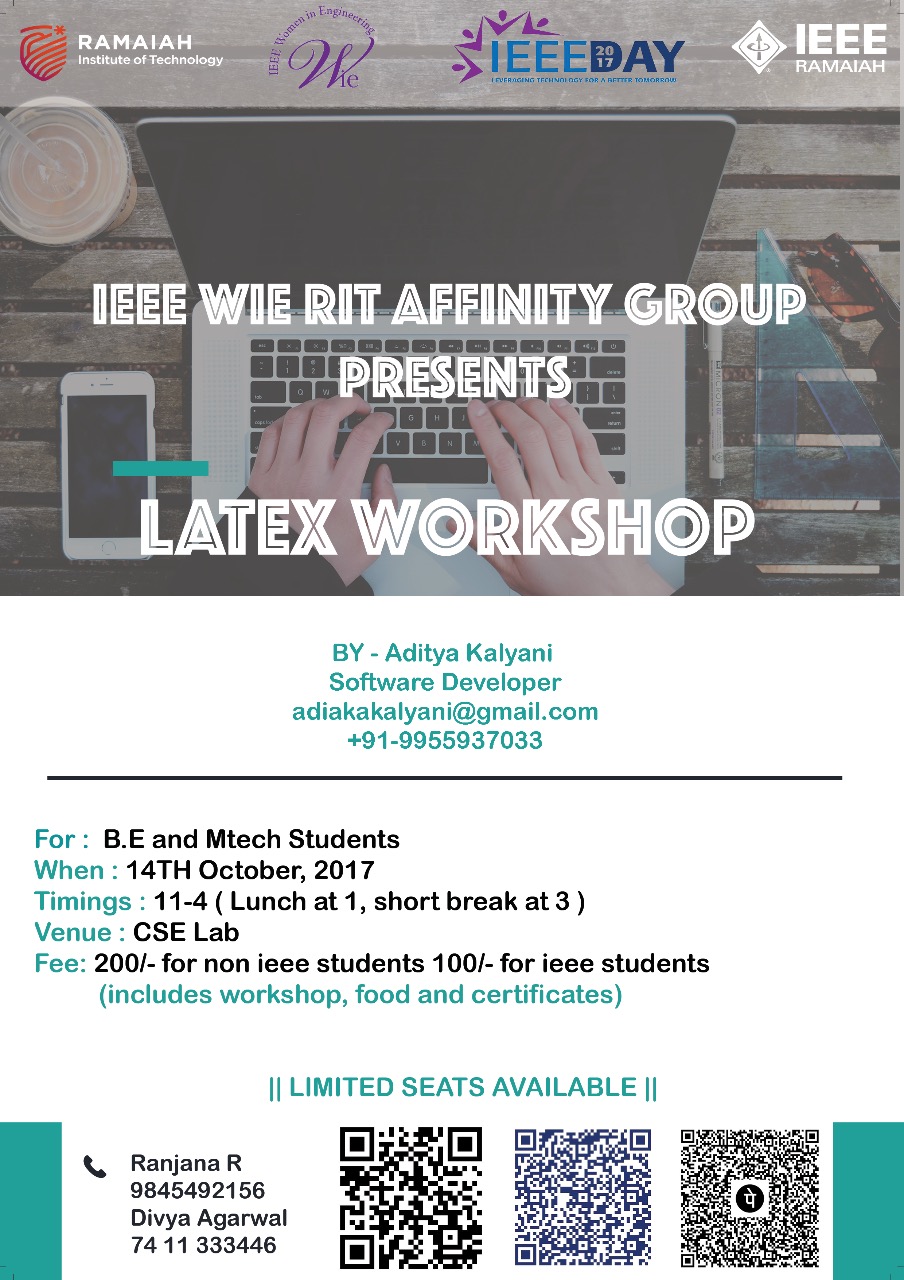 RAMAIAH
Institute of Technology
IEEE Women in Engineering
Wie
IEEE DAY 2017
LEVERAGING TECHNOLOGY FOR A BETTER TOMORROW
IEEE
RAMAIAH
IEEE WIE RIT AFFINITY GROUP
PRESENTS
LATEX WORKSHOP
BY - Aditya Kalyani
Software Developer
adiakakalyani@gmail.com
+91-9955937033
For : B.E and Mtech Students
When : 14TH October, 2017
Timings : 11-4 ( Lunch at 1, short break at 3 )
Venue : CSE Lab
Fee: 200/- for non ieee students 100/- for ieee students
(includes workshop, food and certificates)
|| LIMITED SEATS AVAILABLE ||
Ranjana R
9845492156
Divya Agarwal
74 11 333446
पे